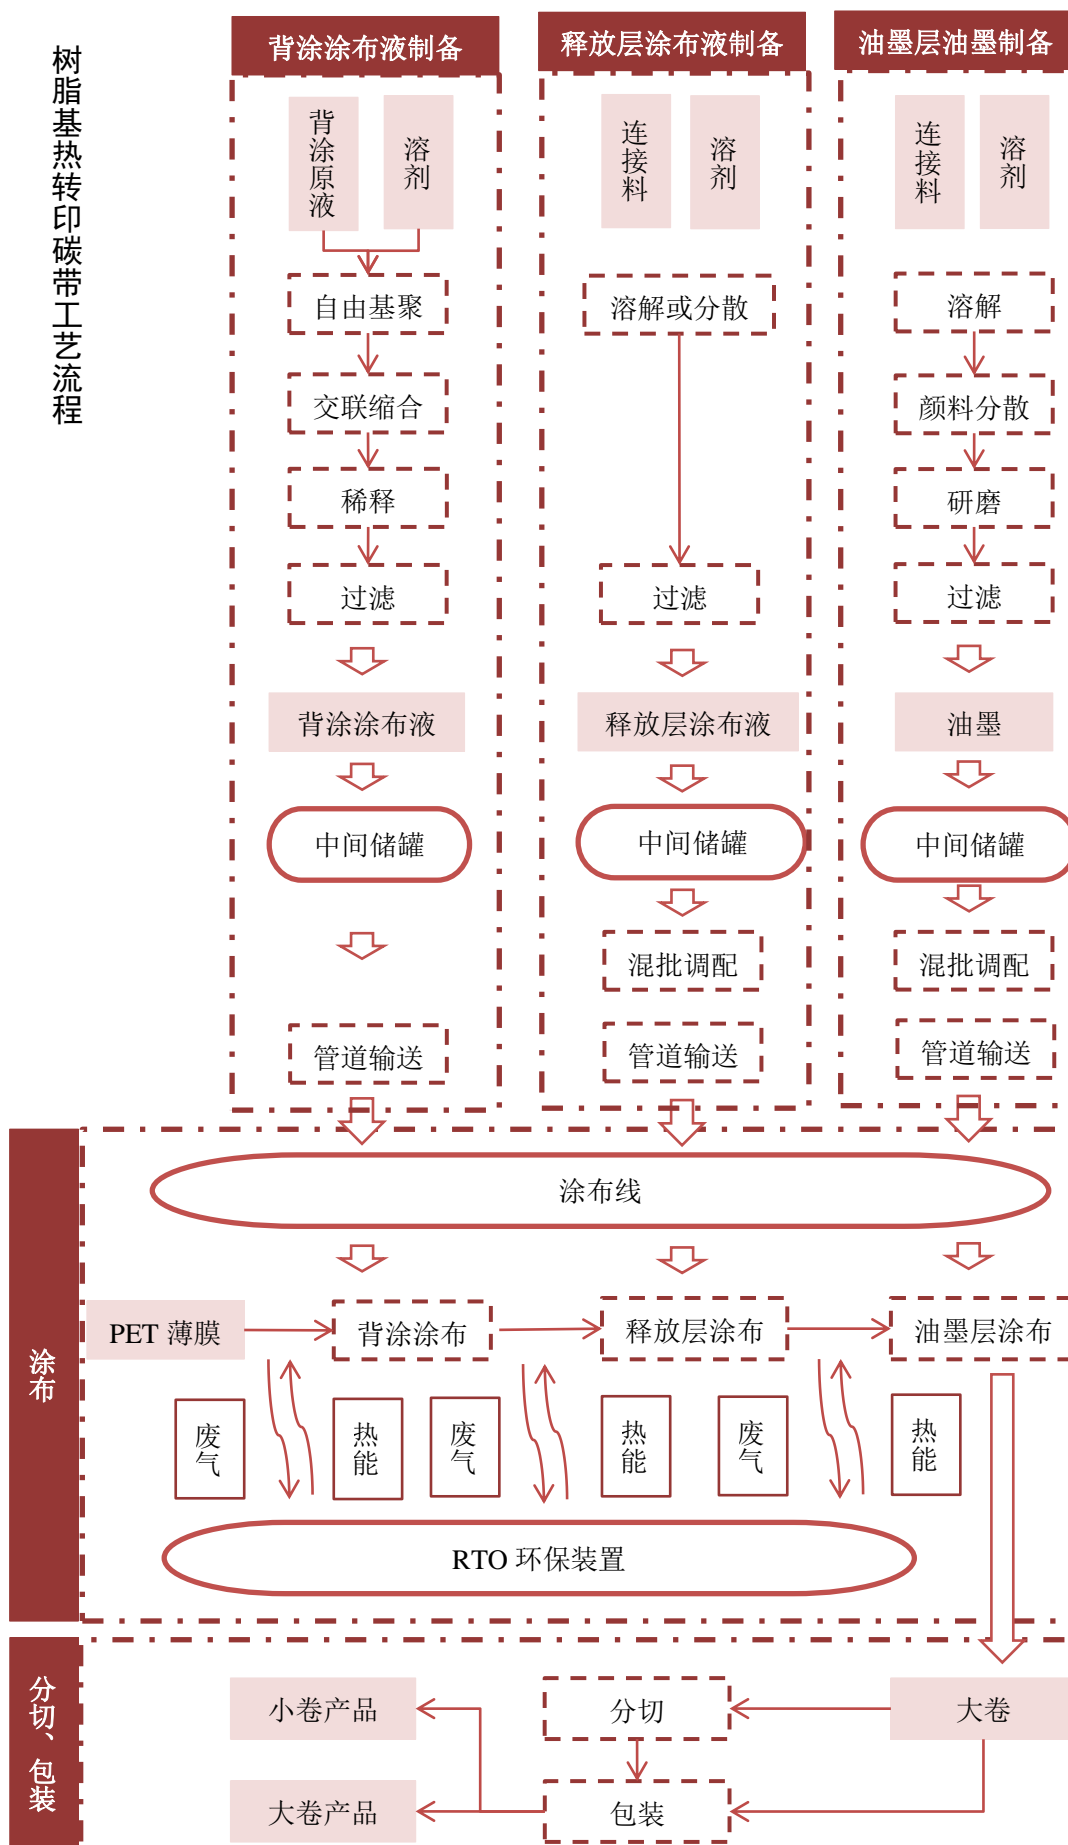 树脂基热转印碳带工艺流程
背涂涂布液制备
释放层涂布液制备
油墨层油墨制备
背涂原液
溶剂
连接料
溶剂
连接料
溶剂
自由基聚
溶解或分散
溶解
交联缩合
颜料分散
稀释
研磨
过滤
过滤
过滤
背涂涂布液
释放层涂布液
油墨
中间储罐
中间储罐
中间储罐
混批调配
混批调配
管道输送
管道输送
管道输送
涂布
涂布线
PET 薄膜
背涂涂布
释放层涂布
油墨层涂布
废气
热能
废气
热能
废气
热能
RTO 环保装置
分切、包装
小卷产品
分切
大卷
大卷产品
包装